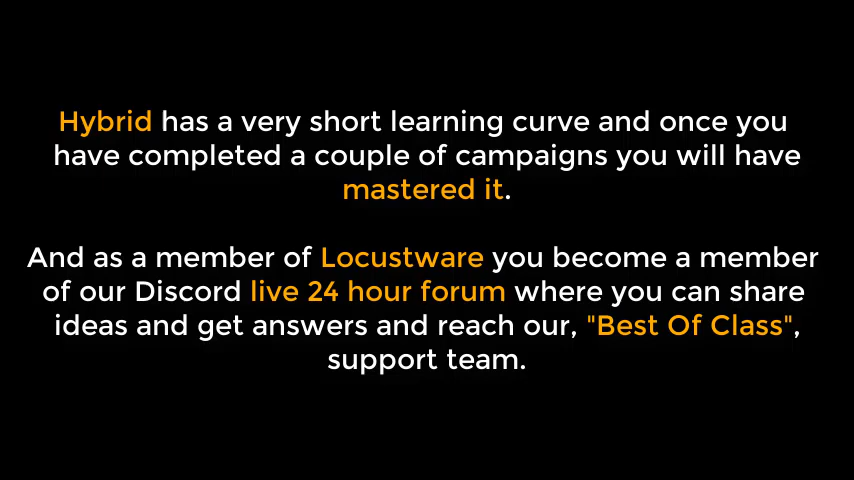 Hybrid has a very short learning curve and once you
have completed a couple of campaigns you will have
mastered it.
And as a member of Locustware you become a member
of our Discord live 24 hour forum where you can share
ideas and get answers and reach our, "Best Of Class",
support team.